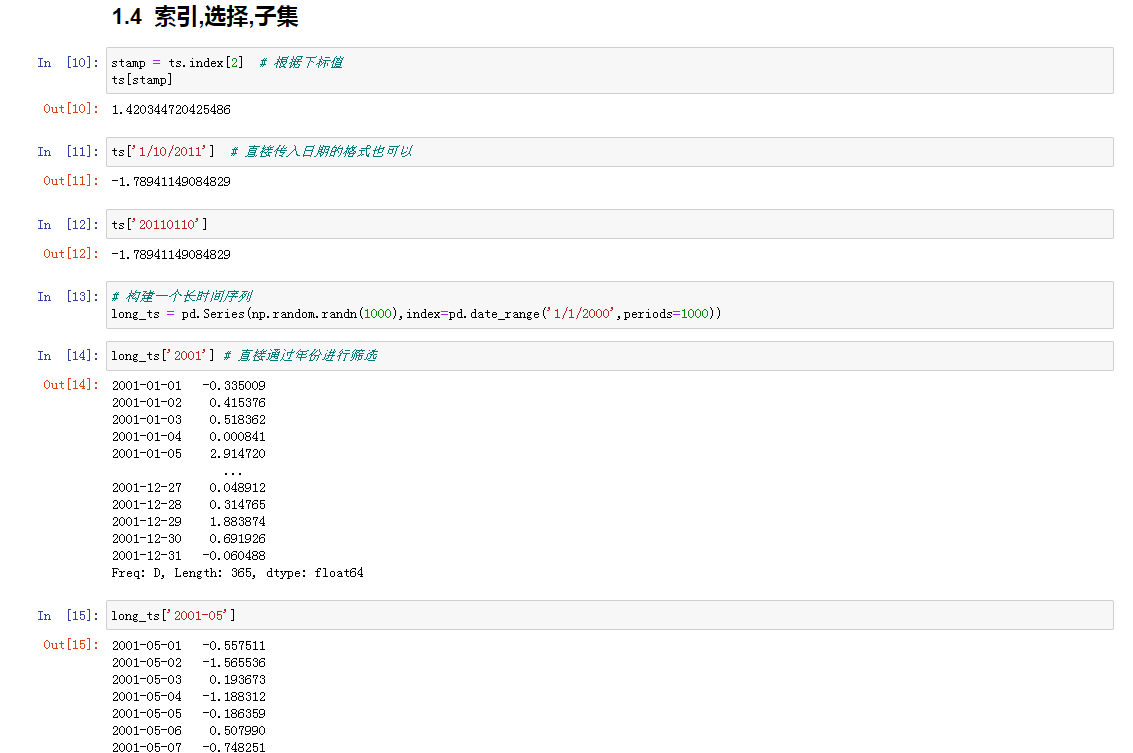 1.4 索引,选择,子集
In [10]: stamp = ts.index[2]  # 根据下标值
ts[stamp]
Out[10]: 1.420344720425486
In [11]: ts['1/10/2011']  # 直接传入日期的格式也可以
Out[11]: -1.78941149084829
In [12]: ts['20110110']
Out[12]: -1.78941149084829
In [13]: # 构建一个长时间序列
long_ts = pd.Series(np.random.randn(1000),index=pd.date_range('1/1/2000',periods=1000))
In [14]: long_ts['2001'] # 直接通过年份进行筛选
Out[14]: 2001-01-01   -0.335009
2001-01-02    0.415376
2001-01-03    0.518362
2001-01-04    0.000841
2001-01-05    2.914720
...
2001-12-27    0.048912
2001-12-28    0.314765
2001-12-29    1.883874
2001-12-30    0.691926
2001-12-31   -0.060488
Freq: D, Length: 365, dtype: float64
In [15]: long_ts['2001-05']
Out[15]: 2001-05-01   -0.557511
2001-05-02   -1.565536
2001-05-03    0.193673
2001-05-04   -1.188312
2001-05-05   -0.186359
2001-05-06    0.507990
2001-05-07   -0.748251